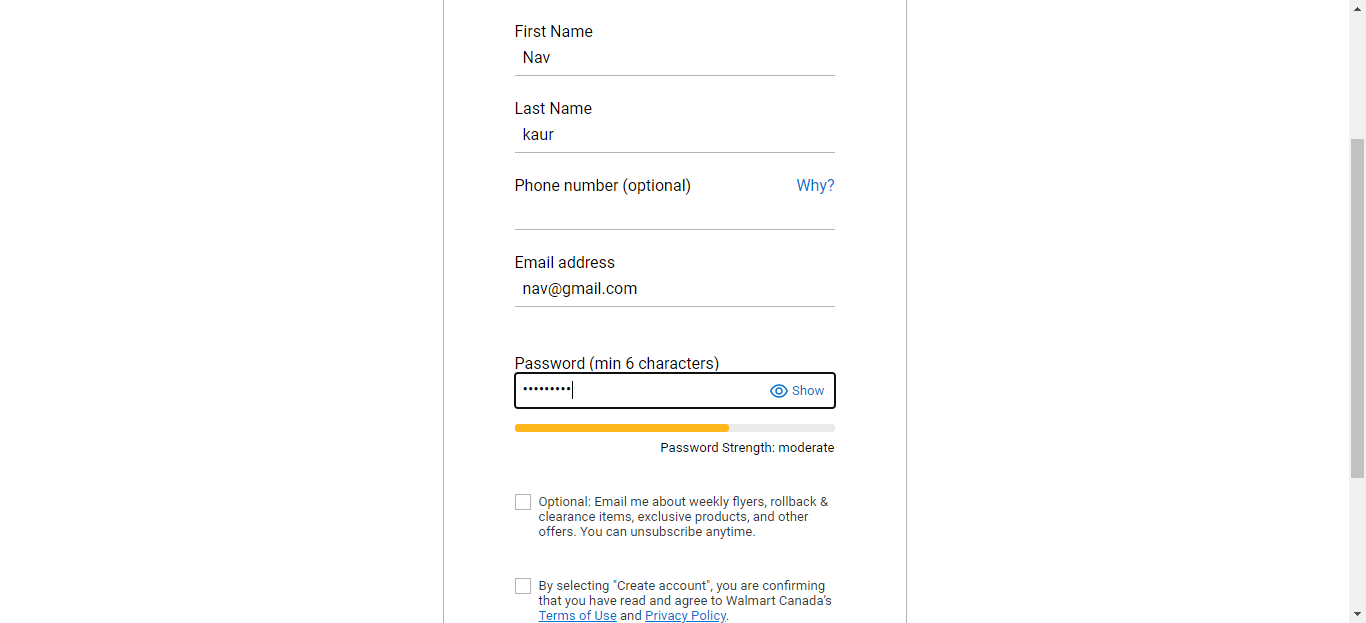 First Name
Nav
Last Name
kaur
Phone number (optional) Why?
Email address
nav@gmail.com
Password (min 6 characters)
••••••••• Show
Password Strength: moderate
Optional: Email me about weekly flyers, rollback &
clearance items, exclusive products, and other
offers. You can unsubscribe anytime.
By selecting "Create account", you are confirming
that you have read and agree to Walmart Canada's
Terms of Use and Privacy Policy.